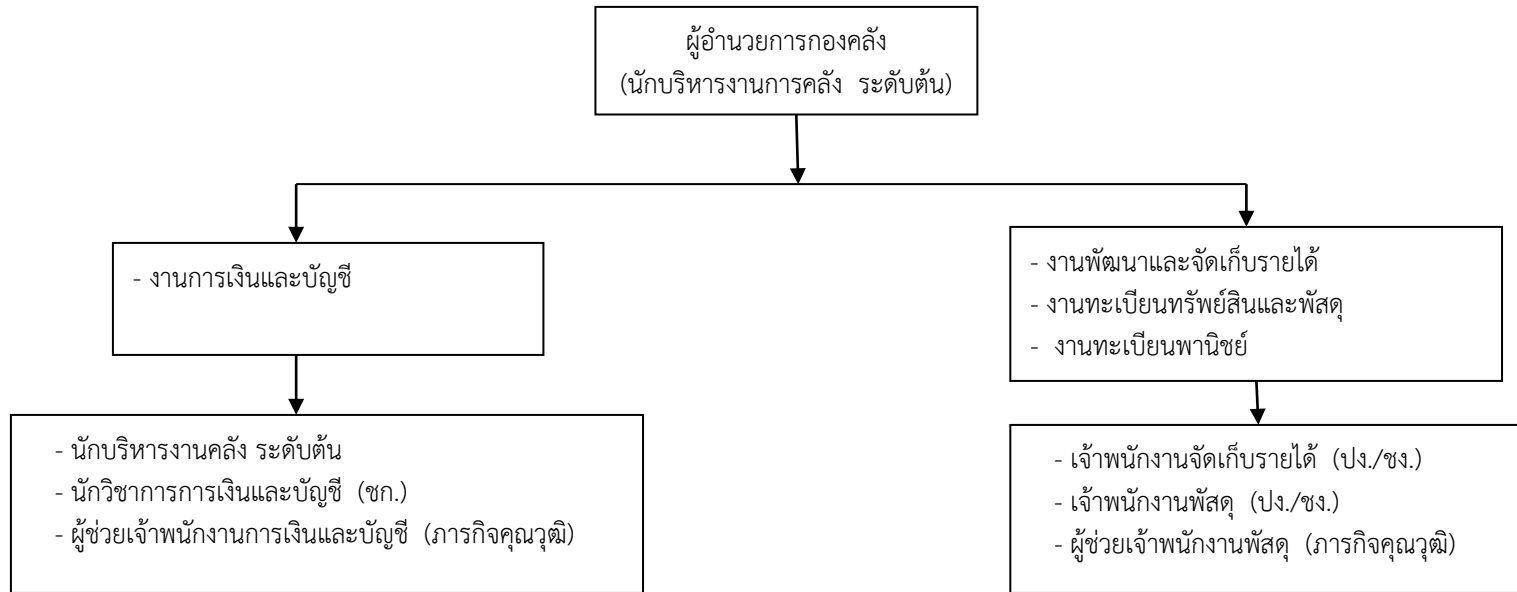 ผู้อำนวยการกองคลัง
(นักบริหารงานการคลัง ระดับต้น)
- งานการเงินและบัญชี
- งานพัฒนาและจัดเก็บรายได้
- งานทะเบียนทรัพย์สินและพัสดุ
- งานทะเบียนพานิชย์
- นักบริหารงานคลัง ระดับต้น
- นักวิชาการการเงินและบัญชี (ชก.)
- ผู้ช่วยเจ้าพนักงานการเงินและบัญชี (ภารกิจคุณวุฒิ)
- เจ้าพนักงานจัดเก็บรายได้ (ปง./ชง.)
- เจ้าพนักงานพัสดุ (ปง./ชง.)
- ผู้ช่วยเจ้าพนักงานพัสดุ (ภารกิจคุณวุฒิ)